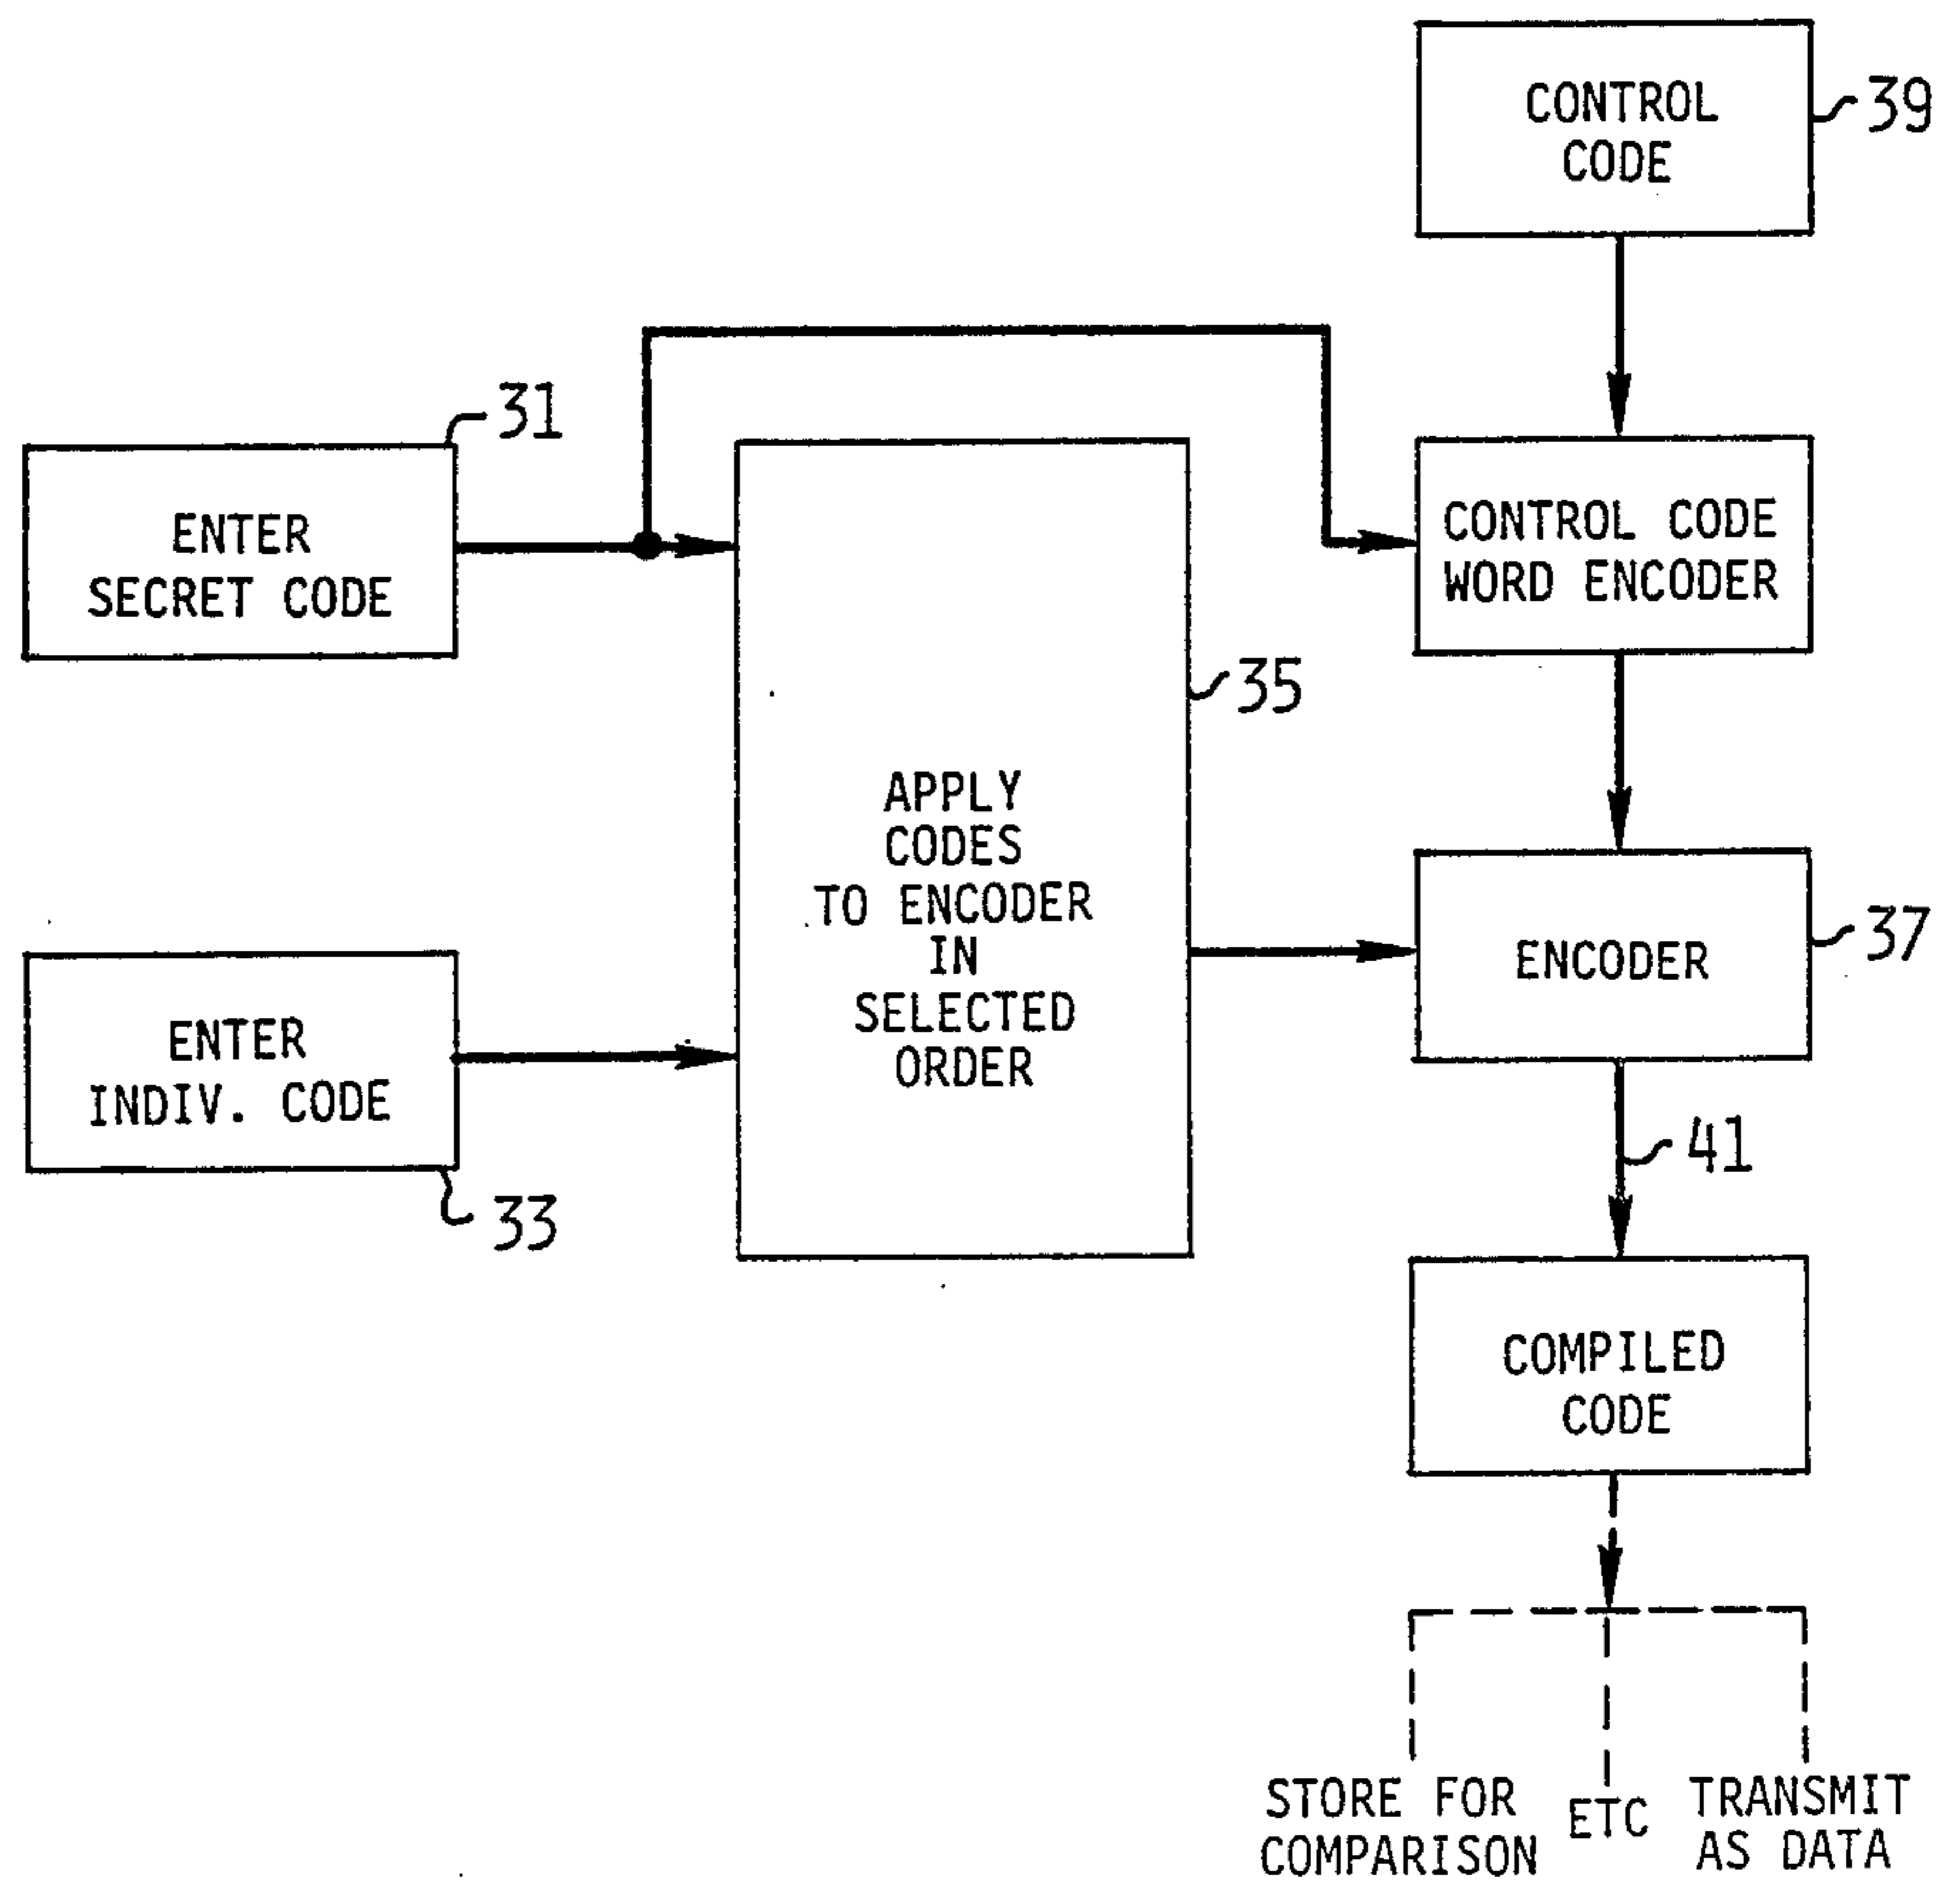 CONTROL
CODE
39
31
ENTER
SECRET CODE
CONTROL CODE
WORD ENCODER
35
APPLY
CODES
TO ENCODER
IN
SELECTED
ORDER
ENTER
INDIV. CODE
33
ENCODER
37
41
COMPILED
CODE
STORE FOR
COMPARISON
ETC
TRANSMIT
AS DATA